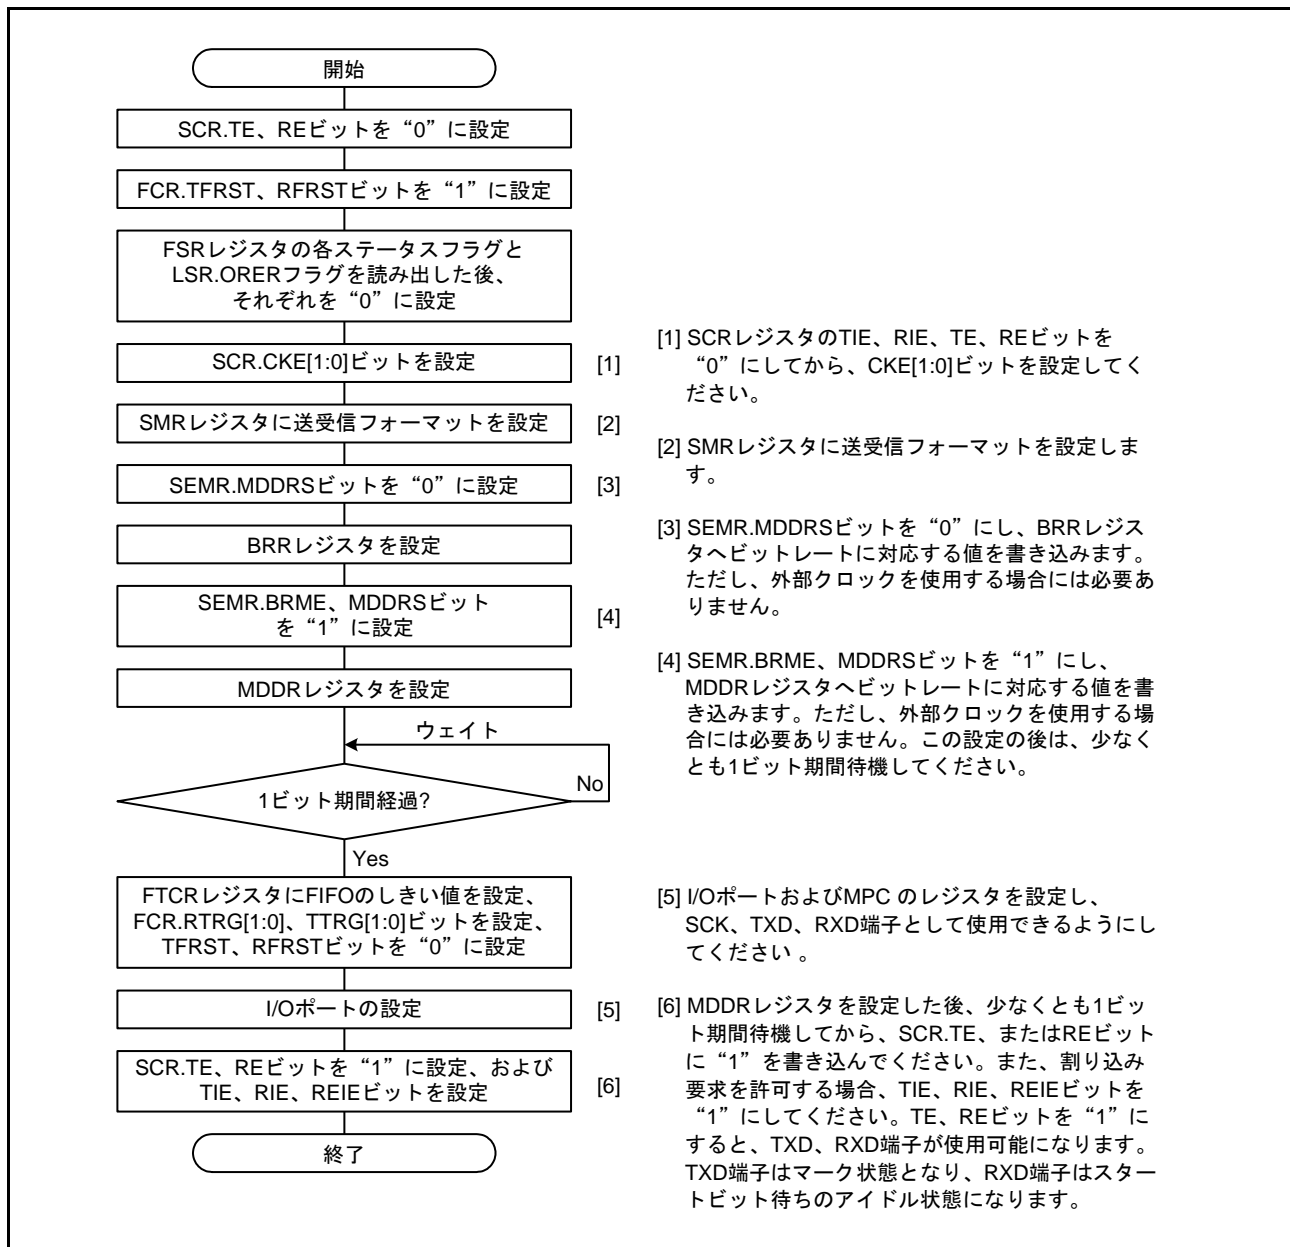 開始
SCR.TE、REビットを“0”に設定
FCR.TFRST、RFRSTビットを“1”に設定
FSRレジスタの各ステータスフラグと
LSR.ORERフラグを読み出した後、
それぞれを“0”に設定
SCR.CKE[1:0]ビットを設定
[1]
SMRレジスタに送受信フォーマットを設定
[2]
SEMR.MDDRSビットを“0”に設定
[3]
BRRレジスタを設定
SEMR.BRME、MDDRSビット
を“1”に設定
[4]
MDDRレジスタを設定
ウェイト
1ビット期間経過?
No
Yes
FTCRレジスタにFIFOのしきい値を設定、
FCR.RTRG[1:0]、TTRG[1:0]ビットを設定、
TFRST、RFRSTビットを“0”に設定
I/Oポートの設定
[5]
SCR.TE、REビットを“1”に設定、および
TIE、RIE、REIEビットを設定
[6]
終了
[1] SCRレジスタのTIE、RIE、TE、REビットを
“0”にしてから、CKE[1:0]ビットを設定してく
ださい。
[2] SMRレジスタに送受信フォーマットを設定しま
す。
[3] SEMR.MDDRSビットを“0”にし、BRRレジス
タへビットレートに対応する値を書き込みます。
ただし、外部クロックを使用する場合には必要あ
りません。
[4] SEMR.BRME、MDDRSビットを“1”にし、
MDDRレジスタへビットレートに対応する値を書
き込みます。ただし、外部クロックを使用する場
合には必要ありません。この設定の後は、少なく
とも1ビット期間待機してください。
[5] I/OポートおよびMPC のレジスタを設定し、
SCK、TXD、RXD端子として使用できるようにし
てください 。
[6] MDDRレジスタを設定した後、少なくとも1ビッ
ト期間待機してから、SCR.TE、またはREビット
に“1”を書き込んでください。また、割り込み
要求を許可する場合、TIE、RIE、REIEビットを
“1”にしてください。TE、REビットを“1”に
すると、TXD、RXD端子が使用可能になります。
TXD端子はマーク状態となり、RXD端子はスター
トビット待ちのアイドル状態になります。